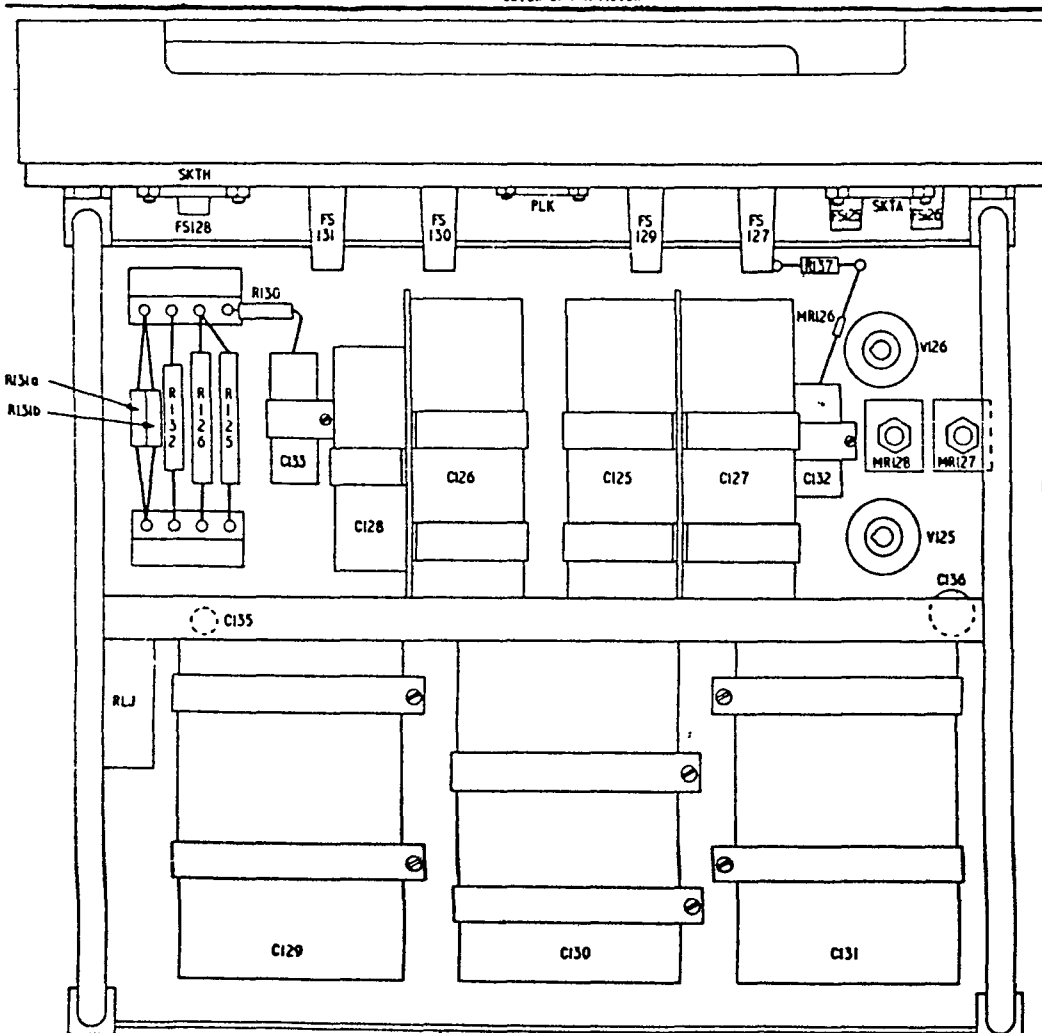 SKTH
PLK
SKTA
FS128
FS
131
FS
130
FS
129
FS
127
FS125
FS126
R137
R130
MR126
V126
R131a
R131b
R
1
3
2
R
1
2
6
R
1
2
5
C133
C128
C126
C125
C127
C132
MR128
MR127
V125
C136
C135
RLJ
C129
C130
C131